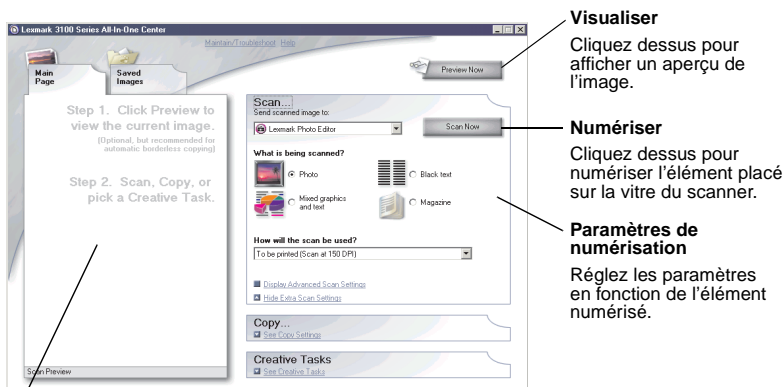 Lexmark 3100 Series All-In-One Center
Maintain/Troubleshoot Help
Main
Page
Saved
Images
Preview Now
Step 1. Click Preview to
view the current image.
(Optional, but recommended for
automatic borderless copying)
Step 2. Scan, Copy, or
pick a Creative Task.
Scan Preview
Scan...
Send scanned image to:
Lexmark Photo Editor
Scan Now
What is being scanned?
Photo
Black text
Mixed graphics
and text
Magazine
How will the scan be used?
To be printed (Scan at 150 DPI)
Display Advanced Scan Settings
Hide Extra Scan Settings
Copy...
See Copy Settings
Creative Tasks
See Creative Tasks
Visualiser
Cliquez dessus pour
afficher un aperçu de
l'image.
Numériser
Cliquez dessus pour
numériser l'élément placé
sur la vitre du scanner.
Paramètres de
numérisation
Réglez les paramètres
en fonction de l'élément
numérisé.